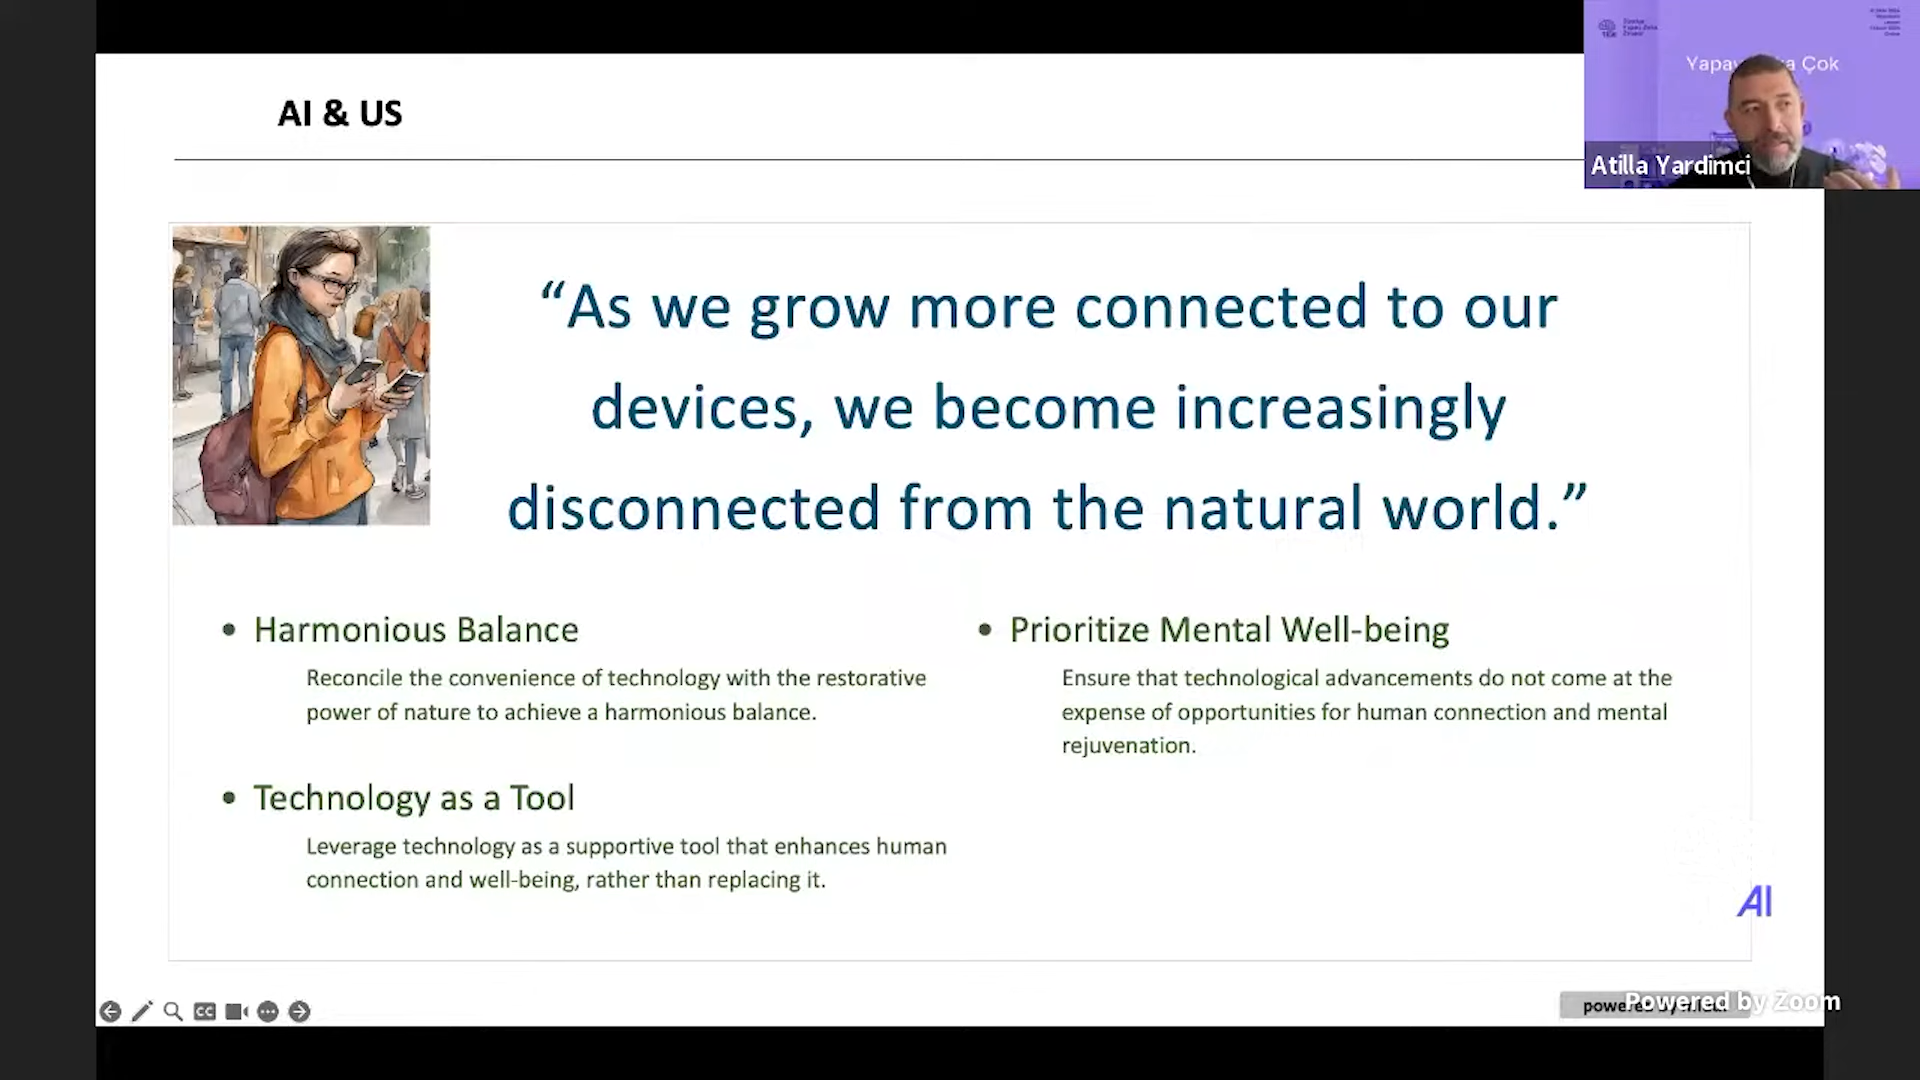 AI & US
Yapay
a Çok
Atilla Yardimci
“As we grow more connected to our
devices, we become increasingly
disconnected from the natural world.”
• Harmonious Balance
Reconcile the convenience of technology with the restorative
power of nature to achieve a harmonious balance.
• Technology as a Tool
Leverage technology as a supportive tool that enhances human
connection and well-being, rather than replacing it.
• Prioritize Mental Well-being
Ensure that technological advancements do not come at the
expense of opportunities for human connection and mental
rejuvenation.
AI
CC
Powered by Zoom